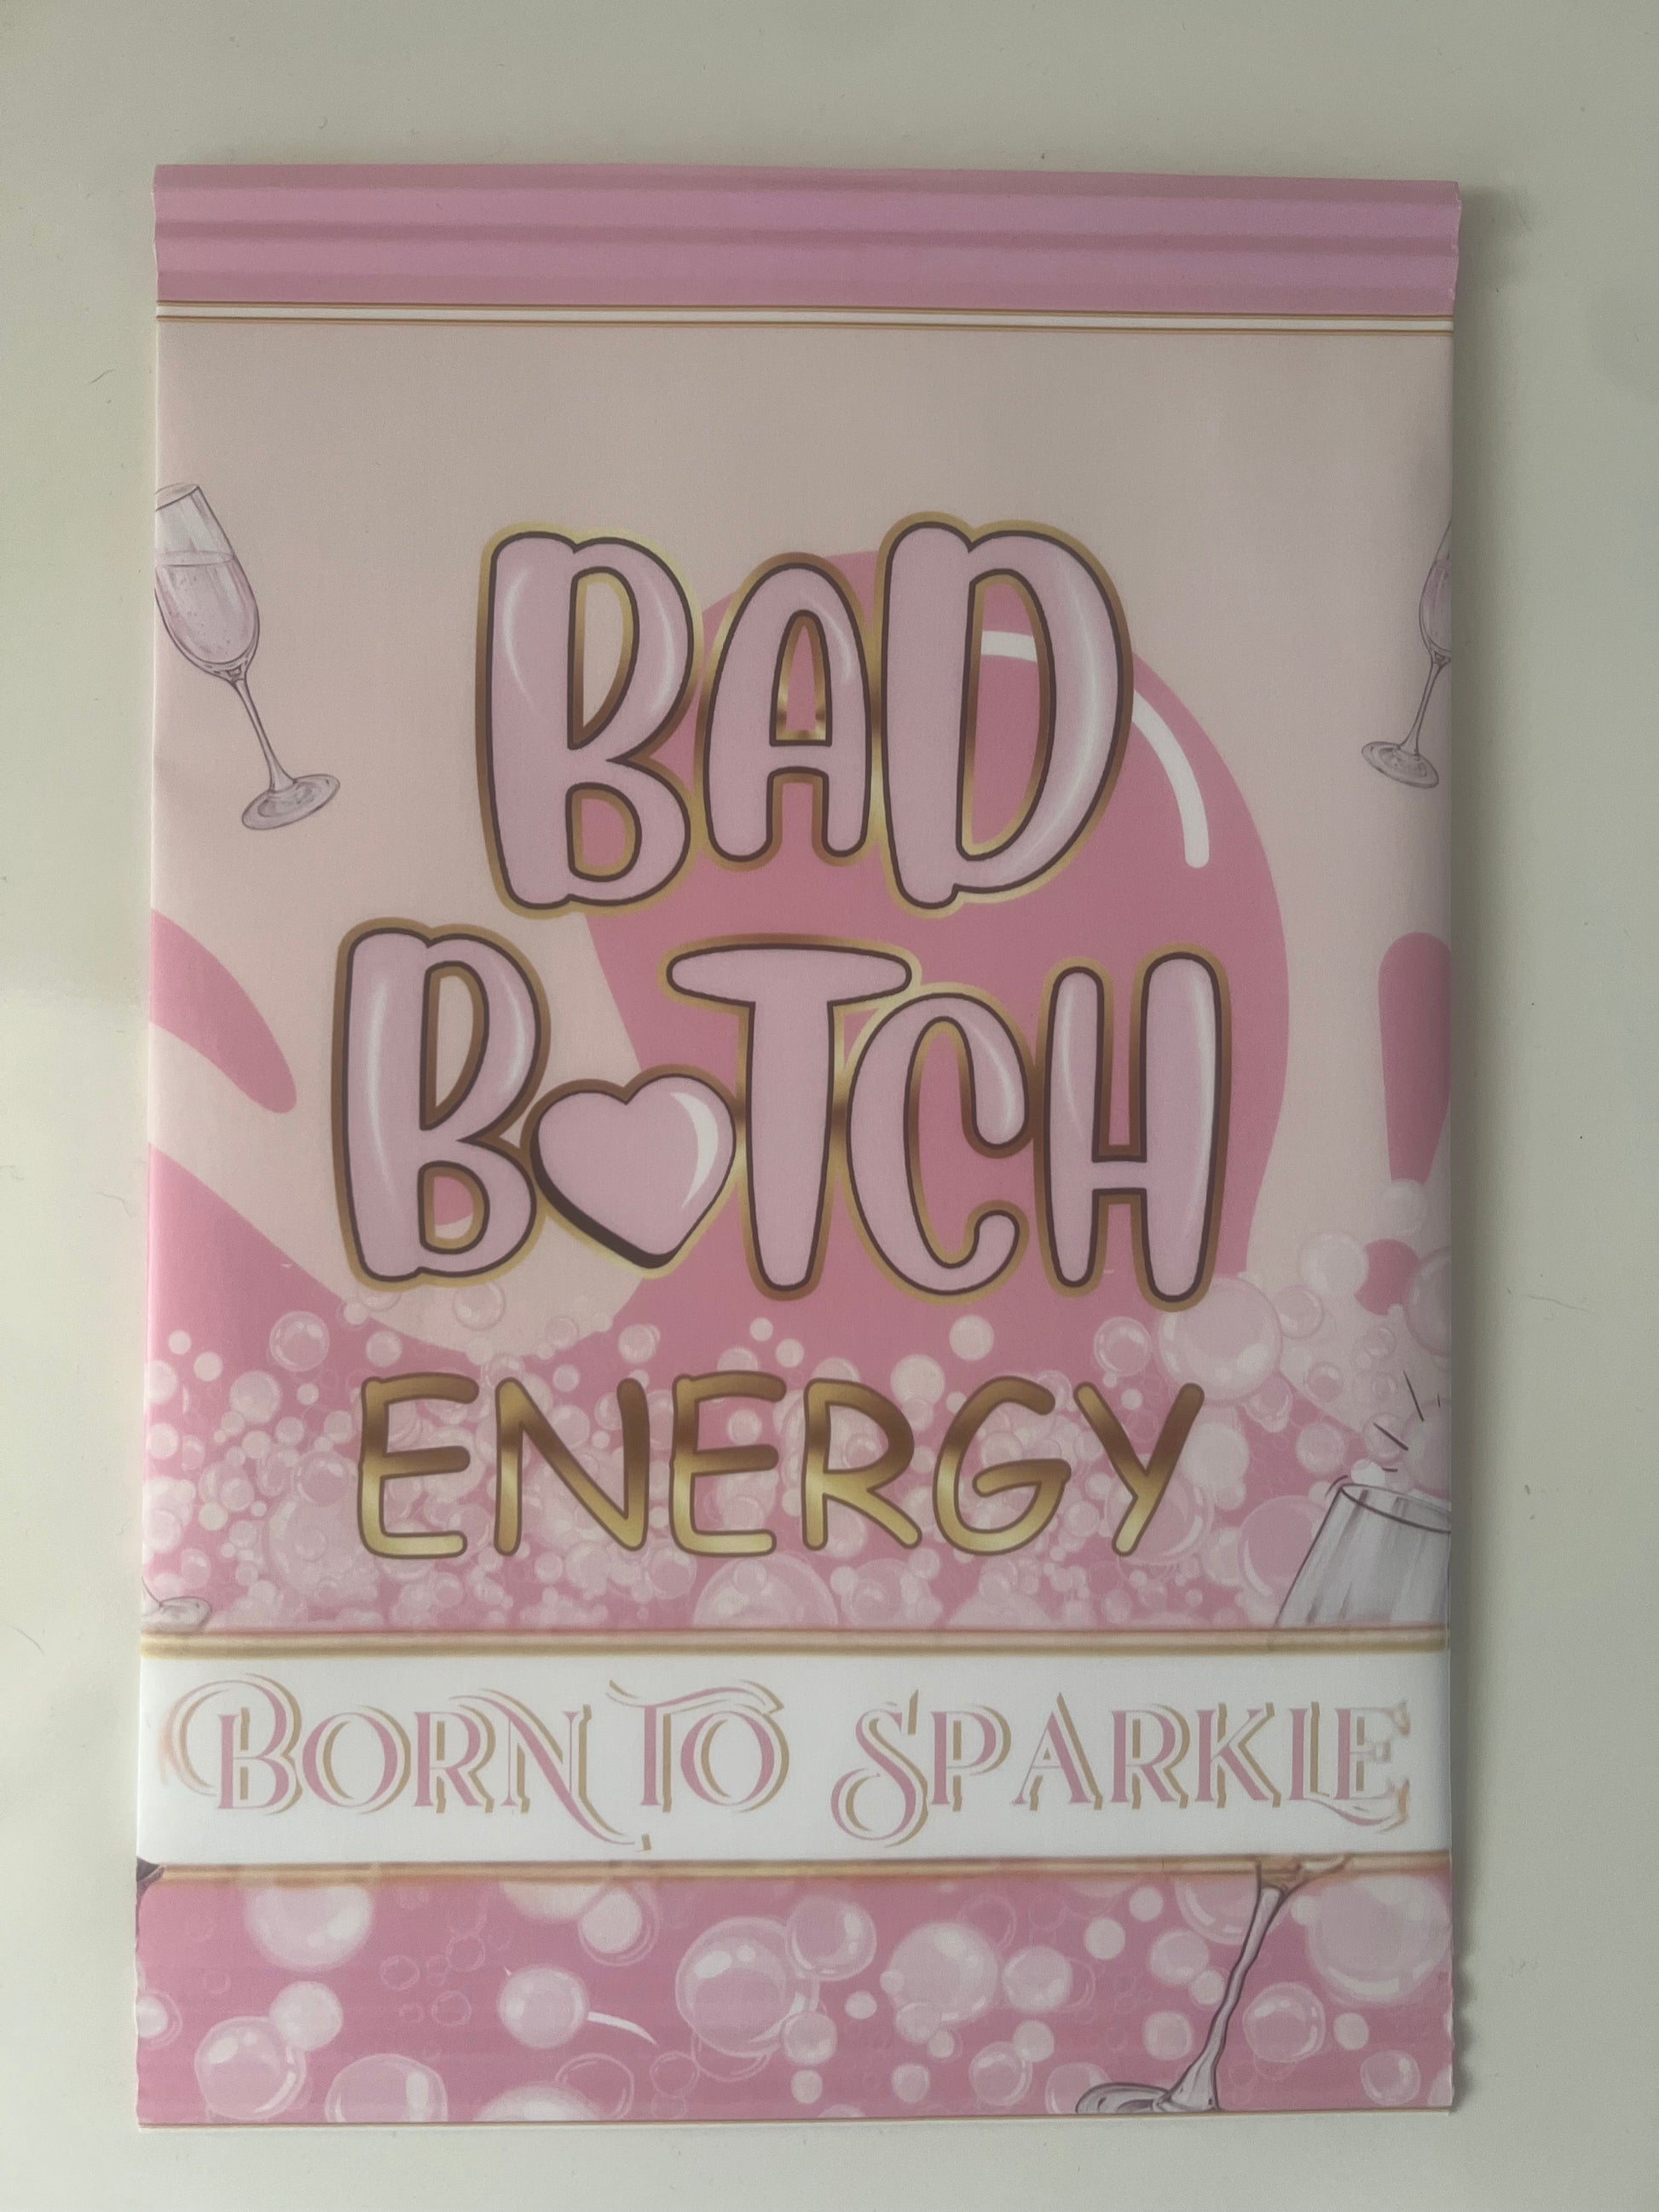 BAD
B♥TCH
ENERGY
BORN TO SPARKLE